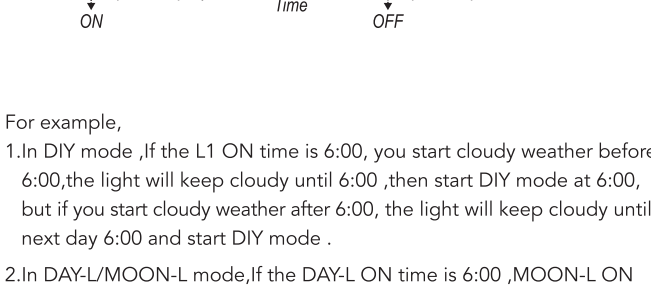 Time
ON OFF
For example,
1.In DIY mode ,If the L1 ON time is 6:00, you start cloudy weather before
6:00,the light will keep cloudy until 6:00 ,then start DIY mode at 6:00,
but if you start cloudy weather after 6:00, the light will keep cloudy until
next day 6:00 and start DIY mode .
2.In DAY-L/MOON-L mode,If the DAY-L ON time is 6:00 ,MOON-L ON